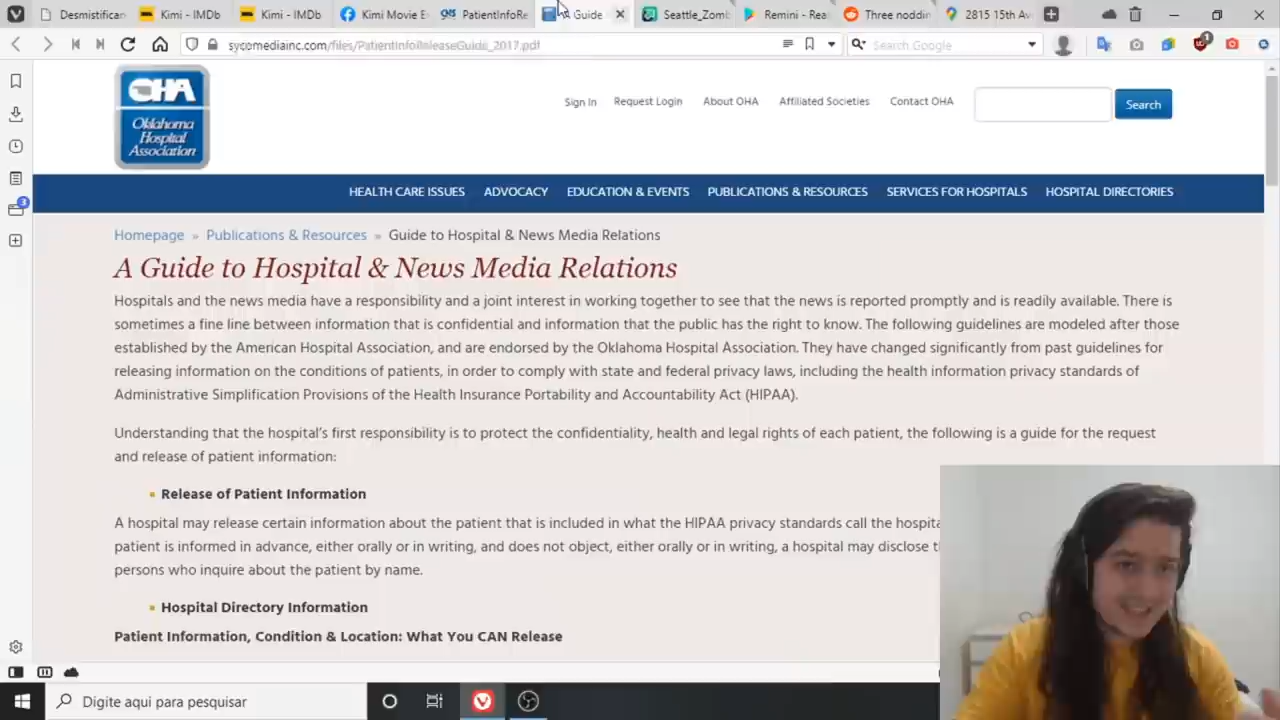 Desmistificar
Kimi - IMDb
Kimi - IMDb
Kimi Movie E
PatientInfoRe
Guide
Seattle_Zomb
Remini - Rea
Three noddin
2815 15th Av
sycomediainc.com/files/PatientInfoReleaseGuide_2017.pdf
Search Google
1
3
OHA
Oklahoma
Hospital
Association
Sign In
Request Login
About OHA
Affiliated Societies
Contact OHA
Search
HEALTH CARE ISSUES
ADVOCACY
EDUCATION & EVENTS
PUBLICATIONS & RESOURCES
SERVICES FOR HOSPITALS
HOSPITAL DIRECTORIES
Homepage » Publications & Resources » Guide to Hospital & News Media Relations
A Guide to Hospital & News Media Relations
Hospitals and the news media have a responsibility and a joint interest in working together to see that the news is reported promptly and is readily available. There is
sometimes a fine line between information that is confidential and information that the public has the right to know. The following guidelines are modeled after those
established by the American Hospital Association, and are endorsed by the Oklahoma Hospital Association. They have changed significantly from past guidelines for
releasing information on the conditions of patients, in order to comply with state and federal privacy laws, including the health information privacy standards of
Administrative Simplification Provisions of the Health Insurance Portability and Accountability Act (HIPAA).
Understanding that the hospital's first responsibility is to protect the confidentiality, health and legal rights of each patient, the following is a guide for the request
and release of patient information:
Release of Patient Information
A hospital may release certain information about the patient that is included in what the HIPAA privacy standards call the hospita
patient is informed in advance, either orally or in writing, and does not object, either orally or in writing, a hospital may disclose t
persons who inquire about the patient by name.
Hospital Directory Information
Patient Information, Condition & Location: What You CAN Release
Digite aqui para pesquisar